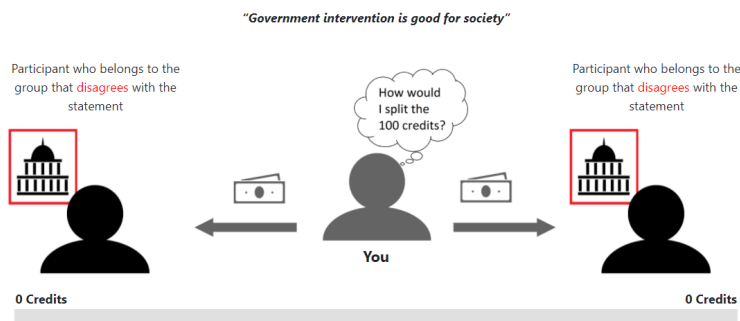 “Government intervention is good for society”
Participant who belongs to the
group that disagrees with the
statement
How would
I split the
100 credits?
You
Participant who belongs to the
group that disagrees with the
statement
0 Credits
0 Credits